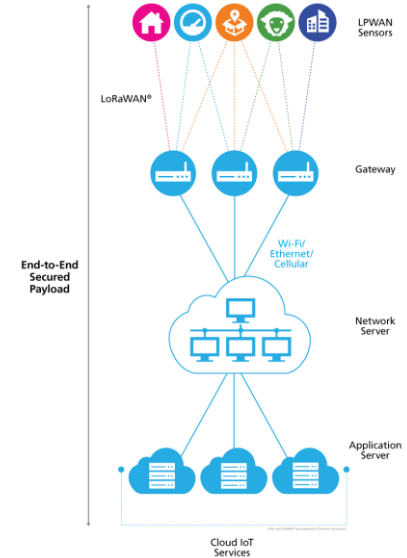 LPWAN
Sensors
LoRaWAN®
Gateway
Wi-Fi/
Ethernet/
Cellular
End-to-End
Secured
Payload
Network
Server
Application
Server
Cloud IoT
Services